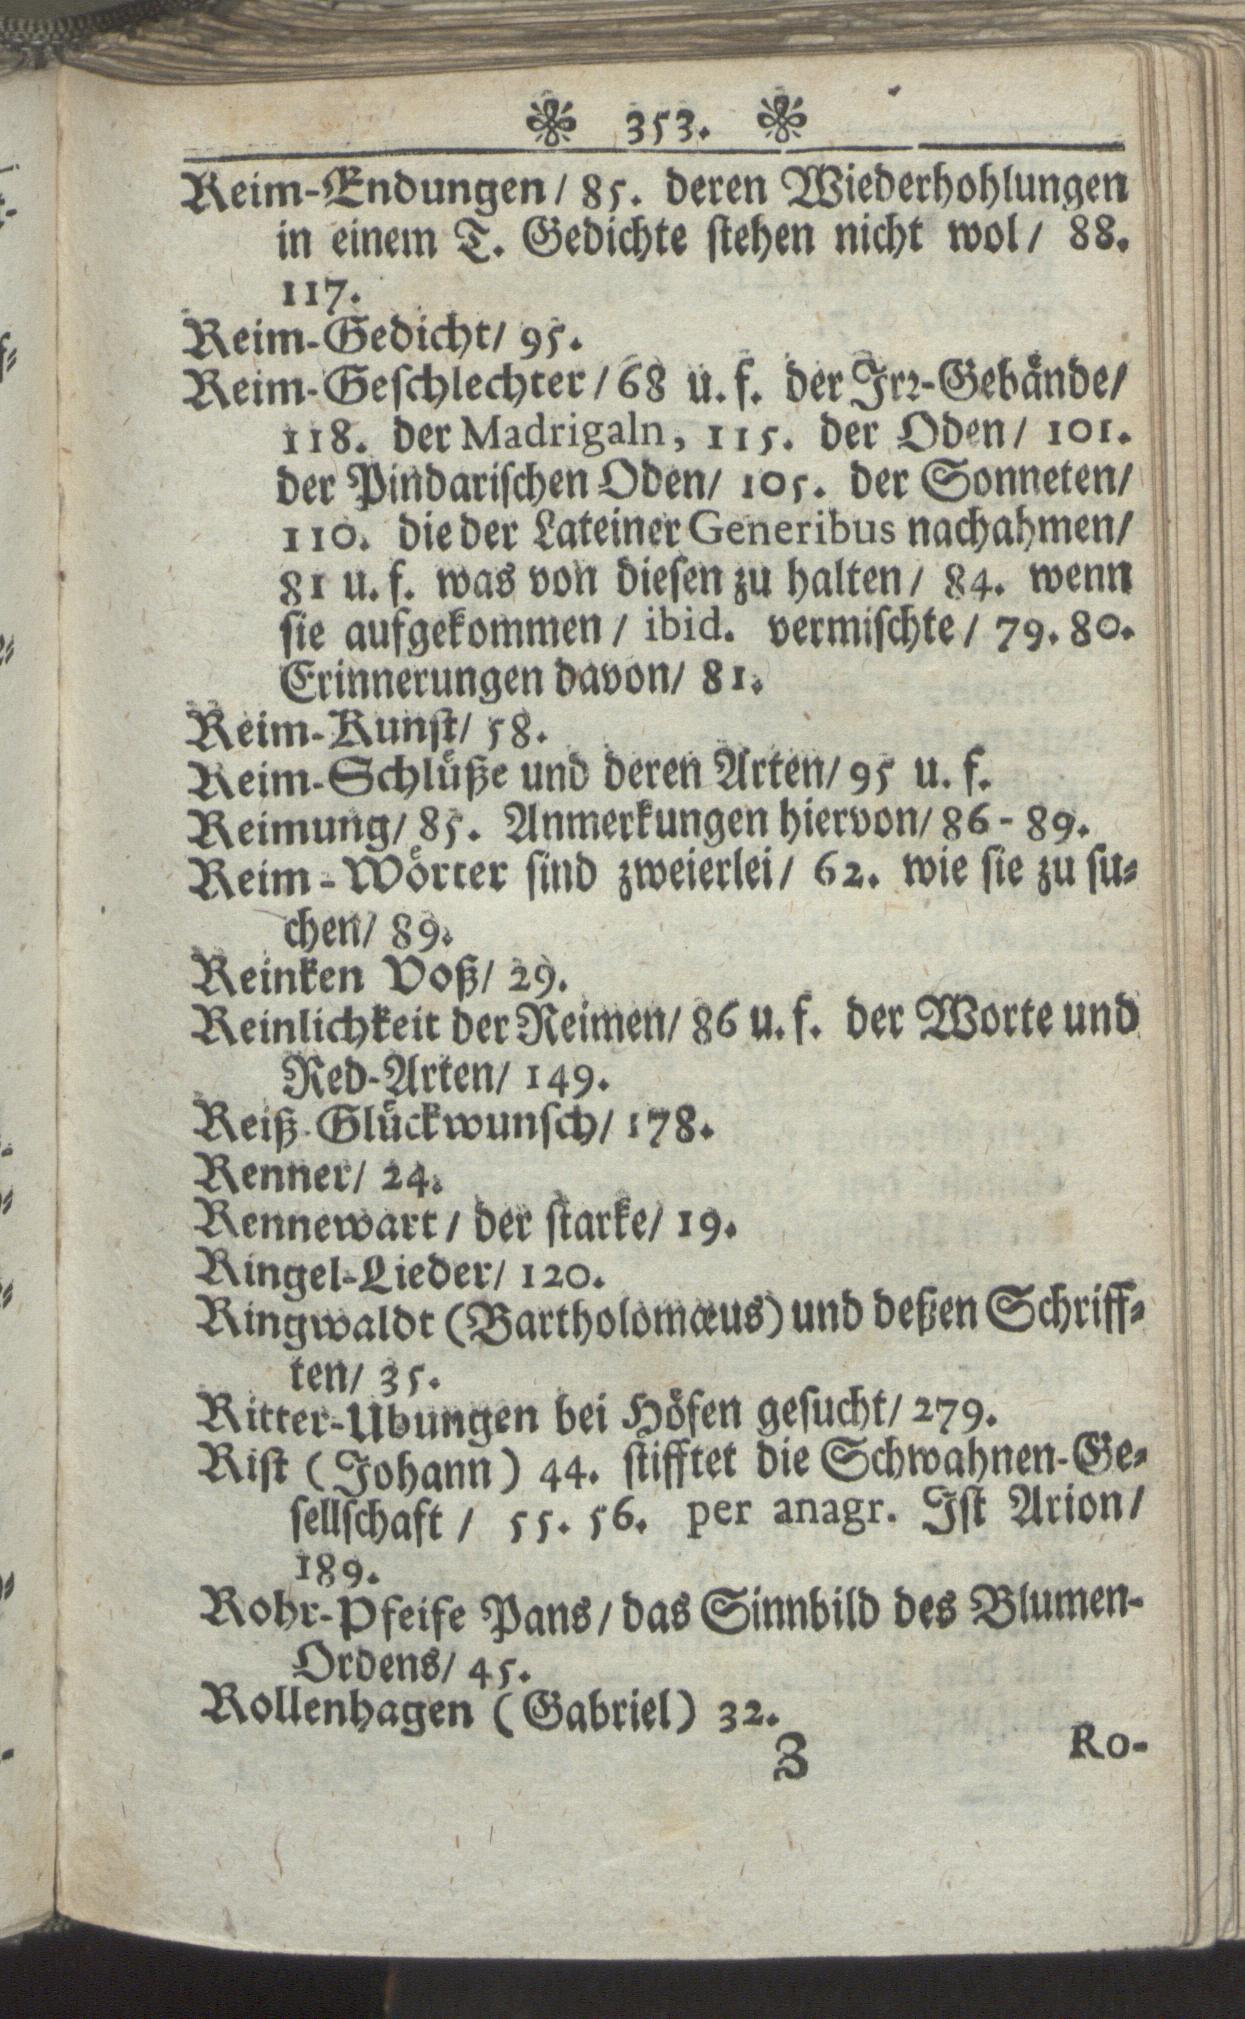 353.
Reim-Endungen / 85. deren Wiederhohlungen
in einem T. Gedichte stehen nicht wol / 88.
117.
Reim-Gedicht / 95.
Reim-Geschlechter / 68 u. f. der Irr-Gebände /
118. der Madrigaln, 115. der Oden / 101.
der Pindarischen Oden / 105. der Sonneten /
110. die der Lateiner Generibus nachahmen /
81 u. f. was von diesen zu halten / 84. wenn
sie aufgekommen / ibid. vermischte / 79. 80.
Erinnerungen davon / 81.
Reim-Kunst / 58.
Reim-Schlüße und deren Arten / 95 u. f.
Reimung / 85. Anmerkungen hiervon / 86-89.
Reim-Wörter sind zweierlei / 62. wie sie zu su-
chen / 89.
Reinken Voß / 29.
Reinlichkeit der Reimen / 86 u. f. der Worte und
Red-Arten / 149.
Reiß-Glückwunsch / 178.
Renner / 24.
Rennewart / der starke / 19.
Ringel-Lieder / 120.
Ringwaldt (Bartholomæus) und deßen Schriff-
ten / 35.
Ritter-Ubungen bei Höfen gesucht / 279.
Rist (Johann) 44. stifftet die Schwahnen-Ge-
sellschaft / 55. 56. per anagr. Ist Arion /
189.
Rohr-Pfeife Pans / das Sinnbild des Blumen-
Ordens / 45.
Rollenhagen (Gabriel) 32.
Z Ro-